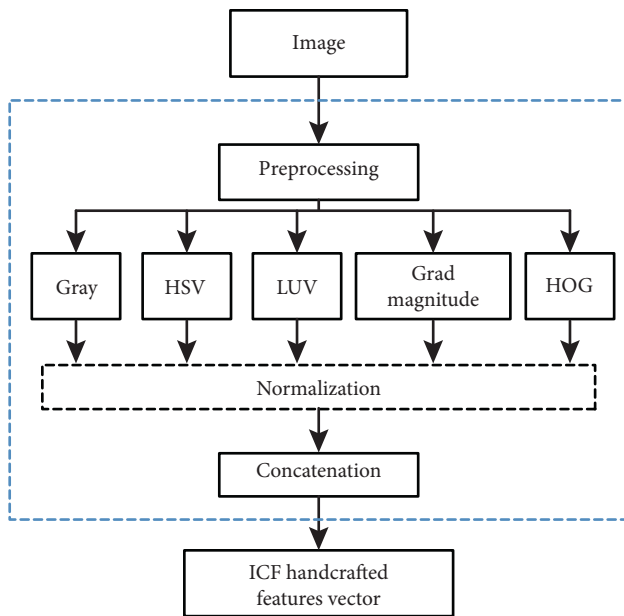 Image
Preprocessing
Gray
HSV
LUV
Grad
magnitude
HOG
Normalization
Concatenation
ICF handcrafted
features vector